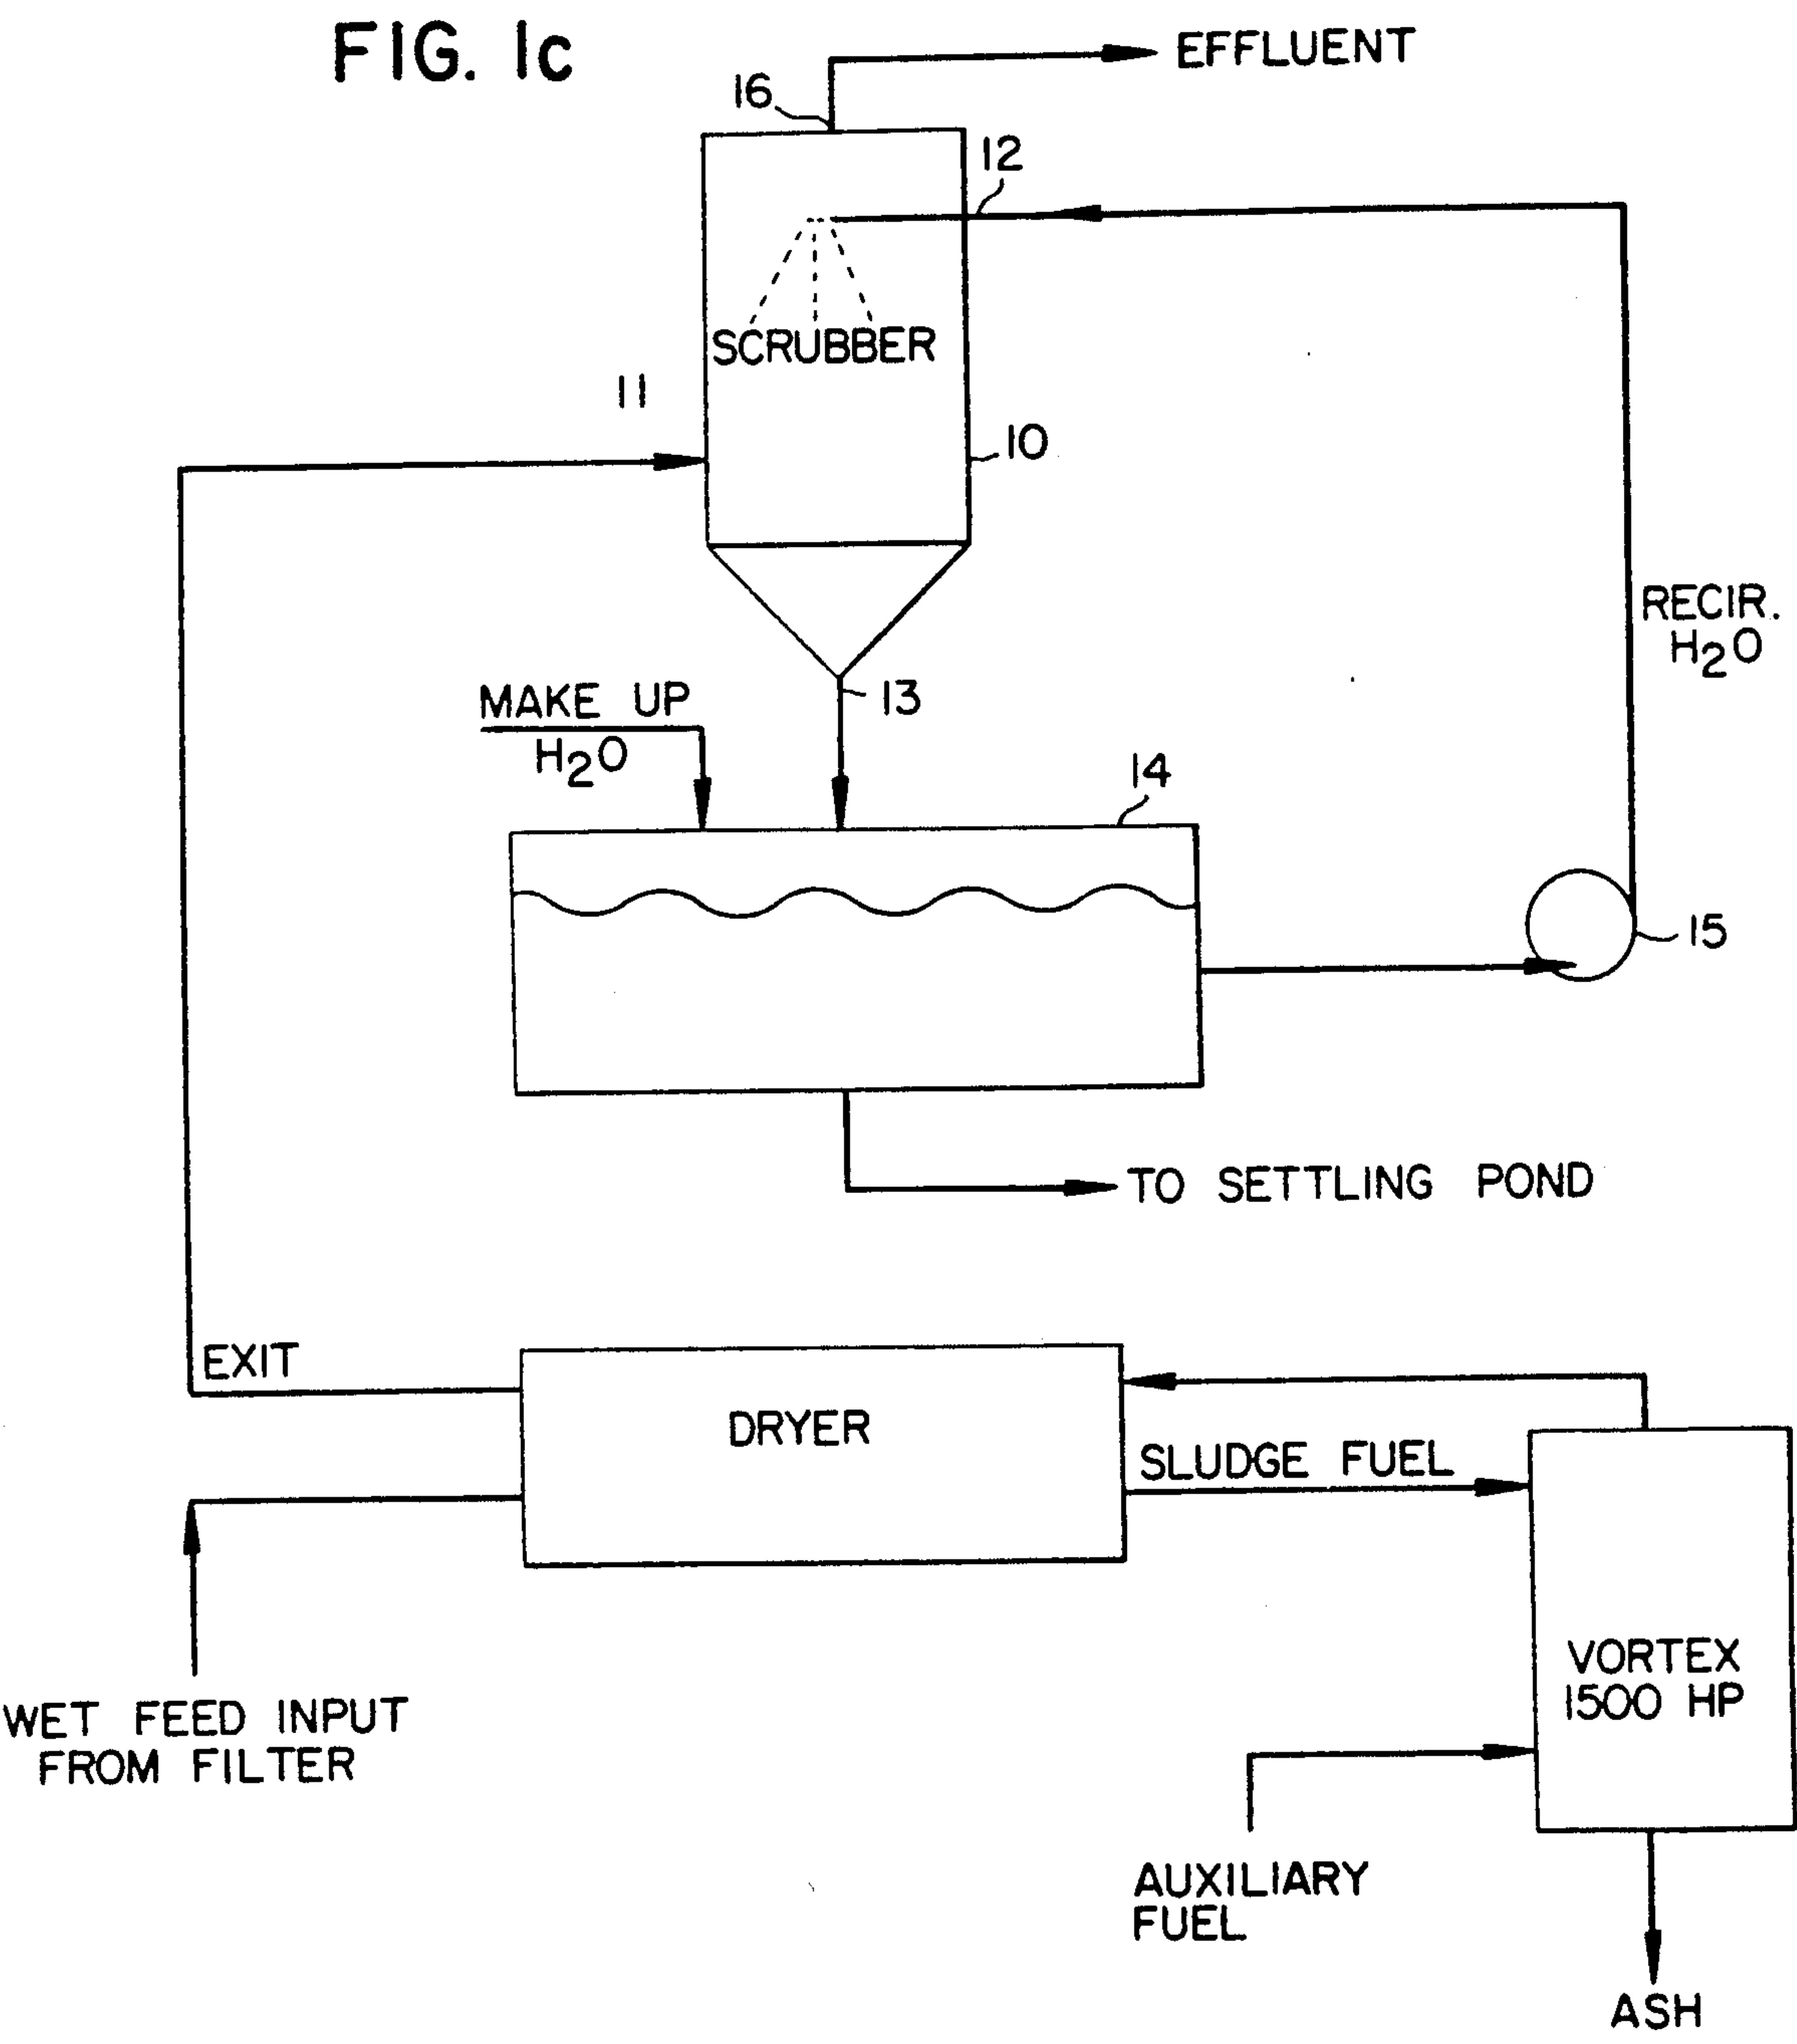 FIG. 1c
EFFLUENT
16
12
SCRUBBER
11
10
RECIR.
H2O
13
MAKE UP
H2O
14
15
TO SETTLING POND
EXIT
DRYER
SLUDGE FUEL
VORTEX
1500 HP
WET FEED INPUT
FROM FILTER
AUXILIARY
FUEL
ASH